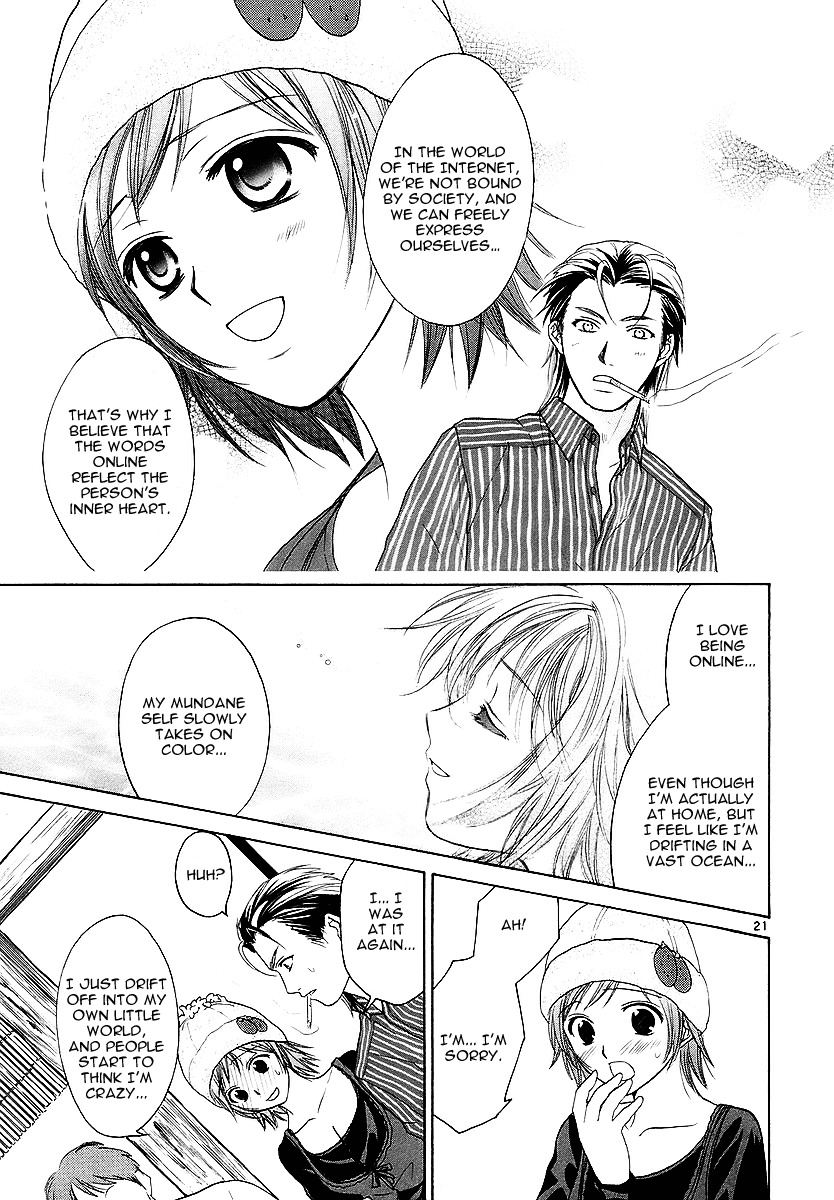 IN THE WORLD
OF THE INTERNET,
WE'RE NOT BOUND
BY SOCIETY, AND
WE CAN FREELY
EXPRESS
OURSELVES...
THAT'S WHY I
BELIEVE THAT
THE WORDS
ONLINE
REFLECT THE
PERSON'S
INNER HEART.
I LOVE
BEING
ONLINE...
EVEN THOUGH
I'M ACTUALLY
AT HOME, BUT
I FEEL LIKE I'M
DRIFTING IN A
VAST OCEAN...
MY MUNDANE
SELF SLOWLY
TAKES ON
COLOR...
21
AH!
I'M... I'M
SORRY.
I... I
WAS
AT IT
AGAIN...
HUH?
I JUST DRIFT
OFF INTO MY
OWN LITTLE
WORLD,
AND PEOPLE
START TO
THINK I'M
CRAZY...